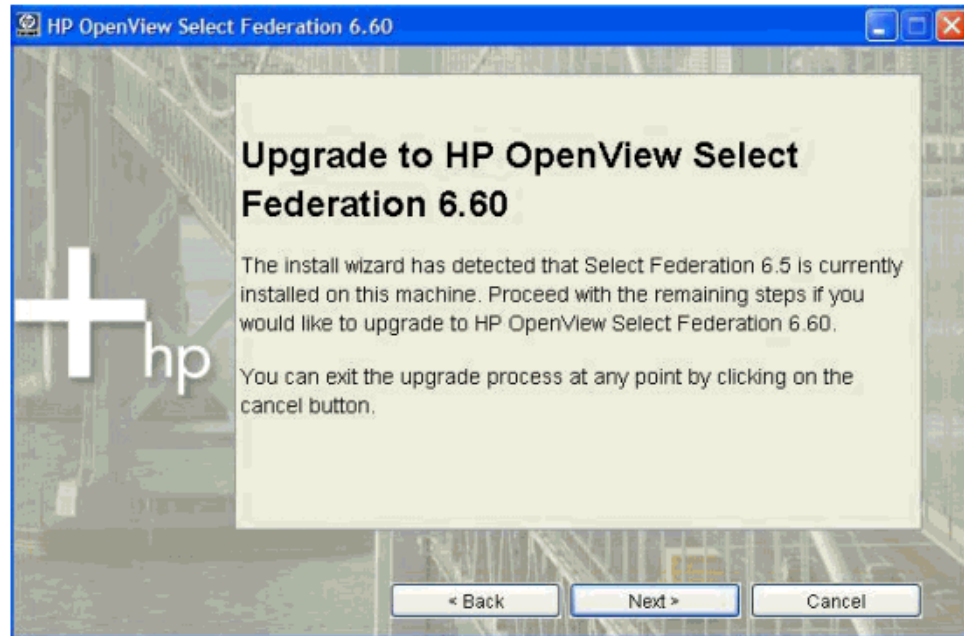 HP OpenView Select Federation 6.60
Upgrade to HP OpenView Select
Federation 6.60
The install wizard has detected that Select Federation 6.5 is currently
installed on this machine. Proceed with the remaining steps if you
would like to upgrade to HP OpenView Select Federation 6.60.
You can exit the upgrade process at any point by clicking on the
cancel button.
hp
< Back
Next >
Cancel